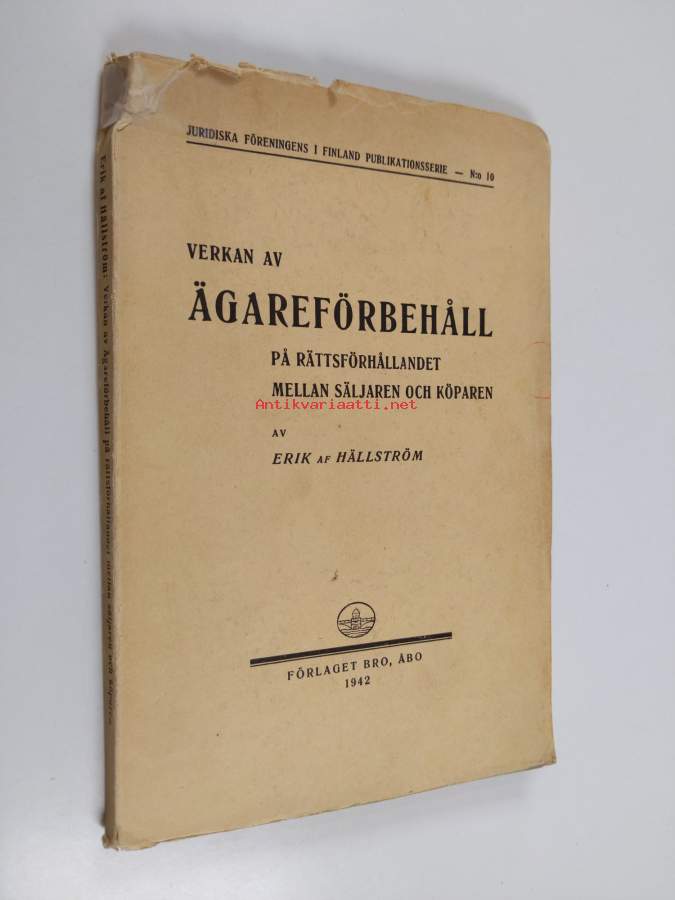 JURIDISKA FÖRENINGENS I FINLAND PUBLIKATIONSSERIE — N:o 10
VERKAN AV
ÄGAREFÖRBEHÅLL
PÅ RÄTTSFÖRHÅLLANDET
MELLAN SÄLJAREN OCH KÖPAREN
Antikvariaatti.net
AV
ERIK AF HÄLLSTRÖM
FÖRLAGET BRO, ÅBO
1942
Erik af Hällström: Verkan av Ägareförbehåll på rättsförhållandet mellan säljaren och köparen